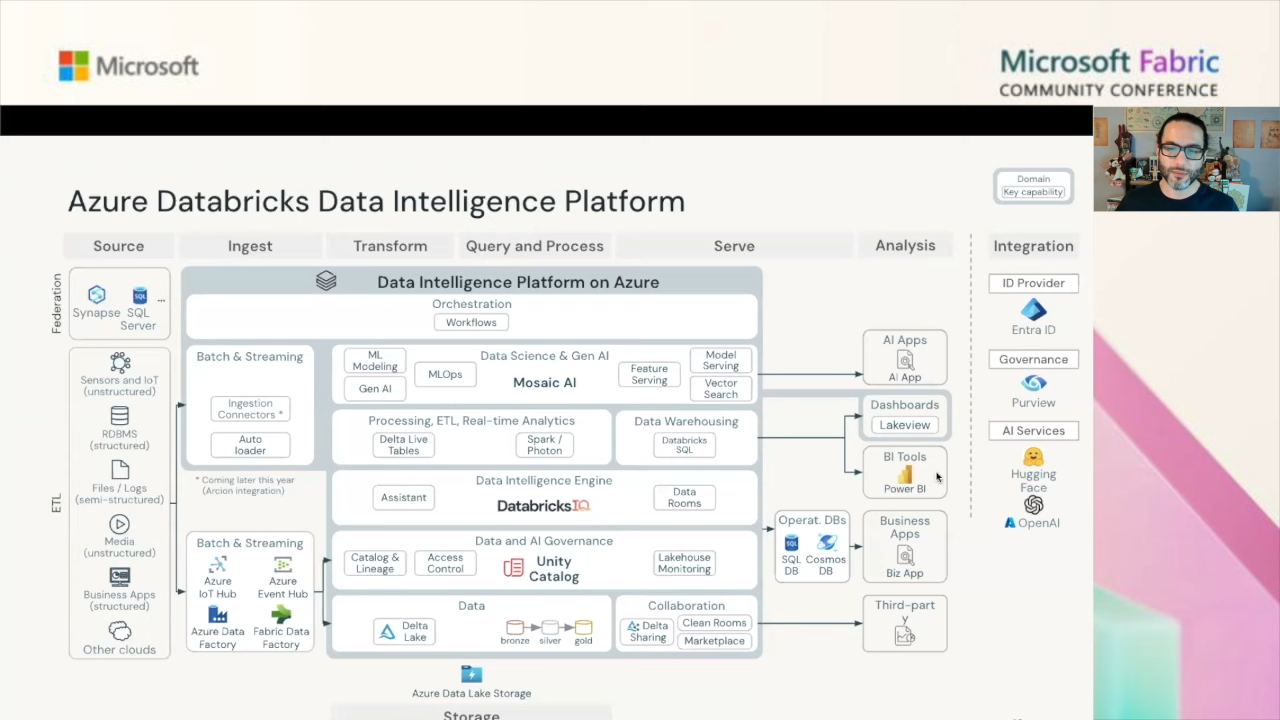 Microsoft
Microsoft Fabric
COMMUNITY CONFERENCE
Domain
Key capability
Azure Databricks Data Intelligence Platform
Source
Ingest
Transform
Query and Process
Serve
Analysis
Integration
Federation
Synapse
SQL
Server
...
ETL
Sensors and IoT
(unstructured)
RDBMS
(structured)
Files / Logs
(semi-structured)
Media
(unstructured)
Business Apps
(structured)
Other clouds
Data Intelligence Platform on Azure
Orchestration
Workflows
Batch & Streaming
Ingestion
Connectors *
Auto
loader
* Coming later this year
(Arcion integration)
Batch & Streaming
Azure
IoT Hub
Azure
Event Hub
Azure Data
Factory
Fabric Data
Factory
ML
Modeling
Gen AI
MLOps
Data Science & Gen AI
Mosaic AI
Feature
Serving
Model
Serving
Vector
Search
Processing, ETL, Real-time Analytics
Delta Live
Tables
Spark /
Photon
Data Warehousing
Databricks
SQL
Data Intelligence Engine
Assistant
DatabricksIQ
Data
Rooms
Data and AI Governance
Catalog &
Lineage
Access
Control
Unity
Catalog
Lakehouse
Monitoring
Data
Delta
Lake
bronze
silver
gold
Collaboration
Delta
Sharing
Clean Rooms
Marketplace
Azure Data Lake Storage
Storage
Operat. DBs
SQL
SQL
DB
Cosmos
DB
AI Apps
AI App
Dashboards
Lakeview
BI Tools
Power BI
Business
Apps
Biz App
Third-part
y
ID Provider
Entra ID
Governance
Purview
AI Services
Hugging
Face
OpenAI